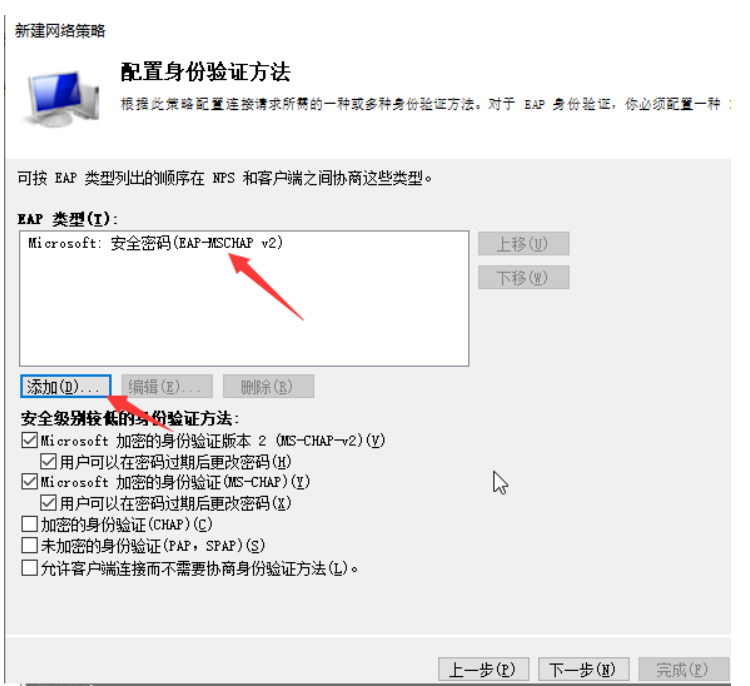 新建网络策略
配置身份验证方法
根据此策略配置连接请求所需的一种或多种身份验证方法。对于 EAP 身份验证，你必须配置一种
可按 EAP 类型列出的顺序在 NPS 和客户端之间协商这些类型。
EAP 类型(T):
Microsoft: 安全密码(EAP-MSCHAP v2)
上移(U)
下移(W)
添加(D)... 编辑(E)... 删除(R)
安全级别较低的身份验证方法:
Microsoft 加密的身份验证版本 2 (MS-CHAP-v2)(V)
用户可以在密码过期后更改密码(H)
Microsoft 加密的身份验证(MS-CHAP)(Y)
用户可以在密码过期后更改密码(X)
加密的身份验证(CHAP)(C)
未加密的身份验证(PAP，SPAP)(S)
允许客户端连接而不需要协商身份验证方法(L)。
上一步(P) 下一步(N) 完成(F)